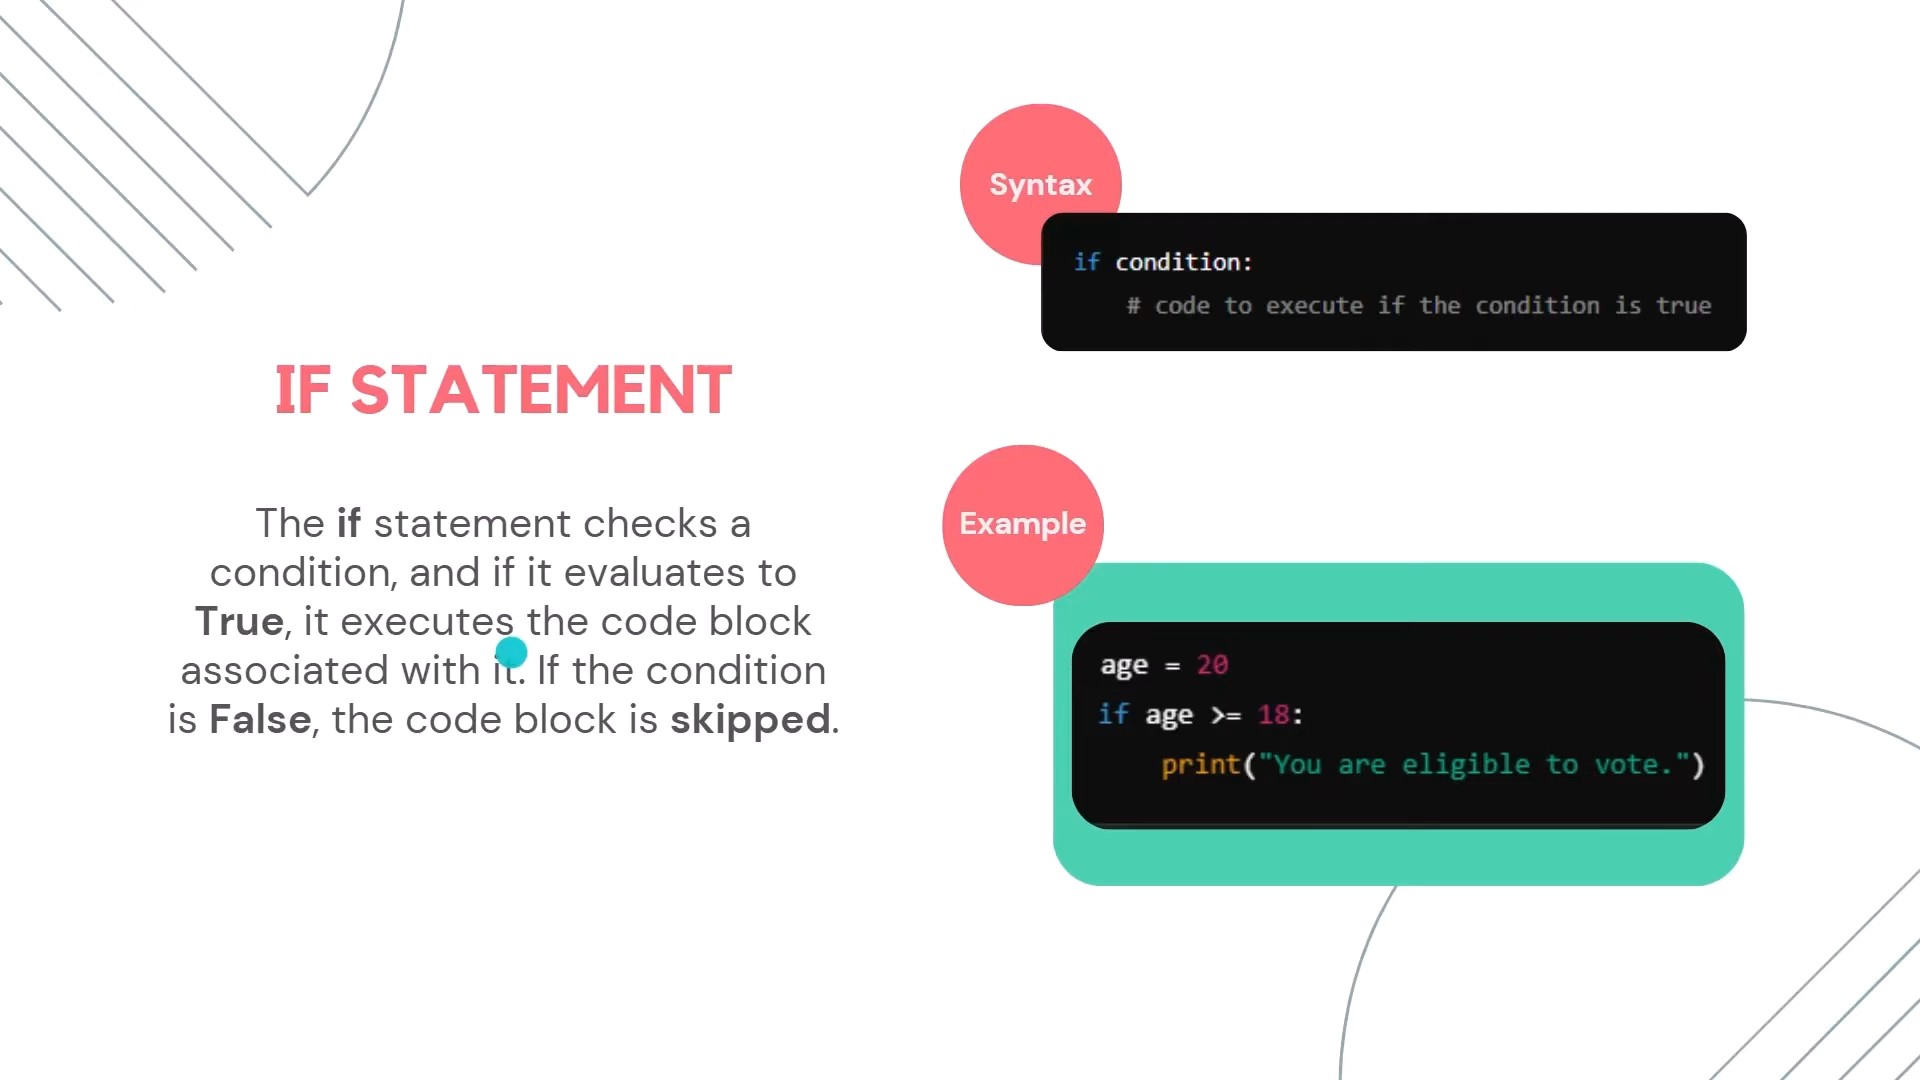 IF STATEMENT
The if statement checks a
condition, and if it evaluates to
True, it executes the code block
associated with it. If the condition
is False, the code block is skipped.
Syntax
if condition:
    # code to execute if the condition is true
Example
age = 20
if age >= 18:
    print("You are eligible to vote.")